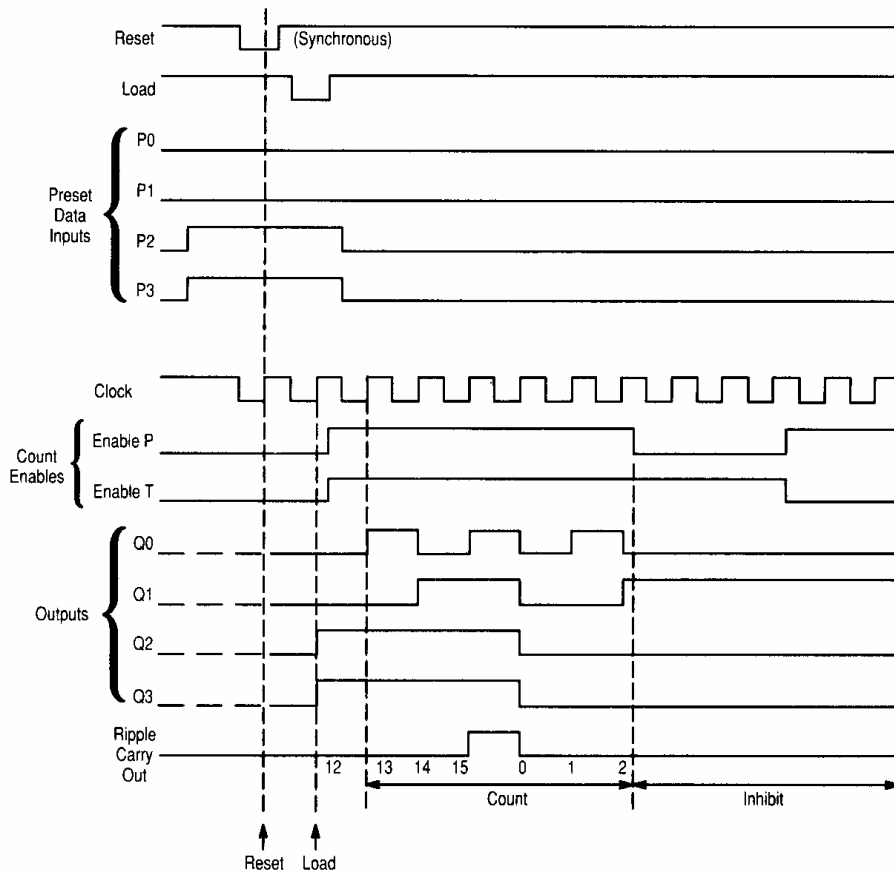 Reset
(Synchronous)
Load
P0
P1
Preset
Data
Inputs
P2
P3
Clock
Enable P
Count
Enables
Enable T
Q0
Q1
Outputs
Q2
Q3
Ripple
Carry
Out
12 13 14 15 0 1 2
Count
Inhibit
Reset Load